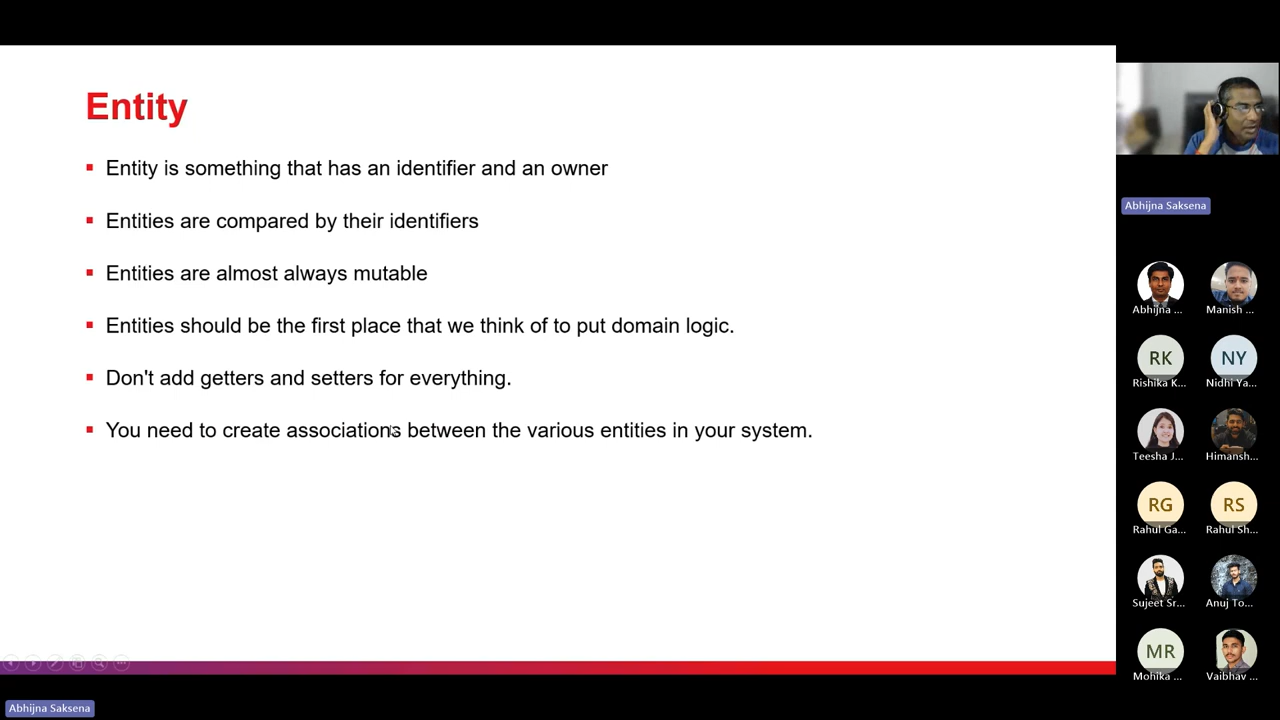 Entity
Entity is something that has an identifier and an owner
Entities are compared by their identifiers
Entities are almost always mutable
Entities should be the first place that we think of to put domain logic.
Don't add getters and setters for everything.
You need to create associations between the various entities in your system.
Abhijna Saksena
Abhijna ... Manish ...
RK NY
Rishika K... Nidhi Ya...
Teesha J... Himansh...
RG RS
Rahul Ga... Rahul Sh...
Sujeet Sr... Anuj To...
MR
Mohika ... Vaibhav ...
Abhijna Saksena